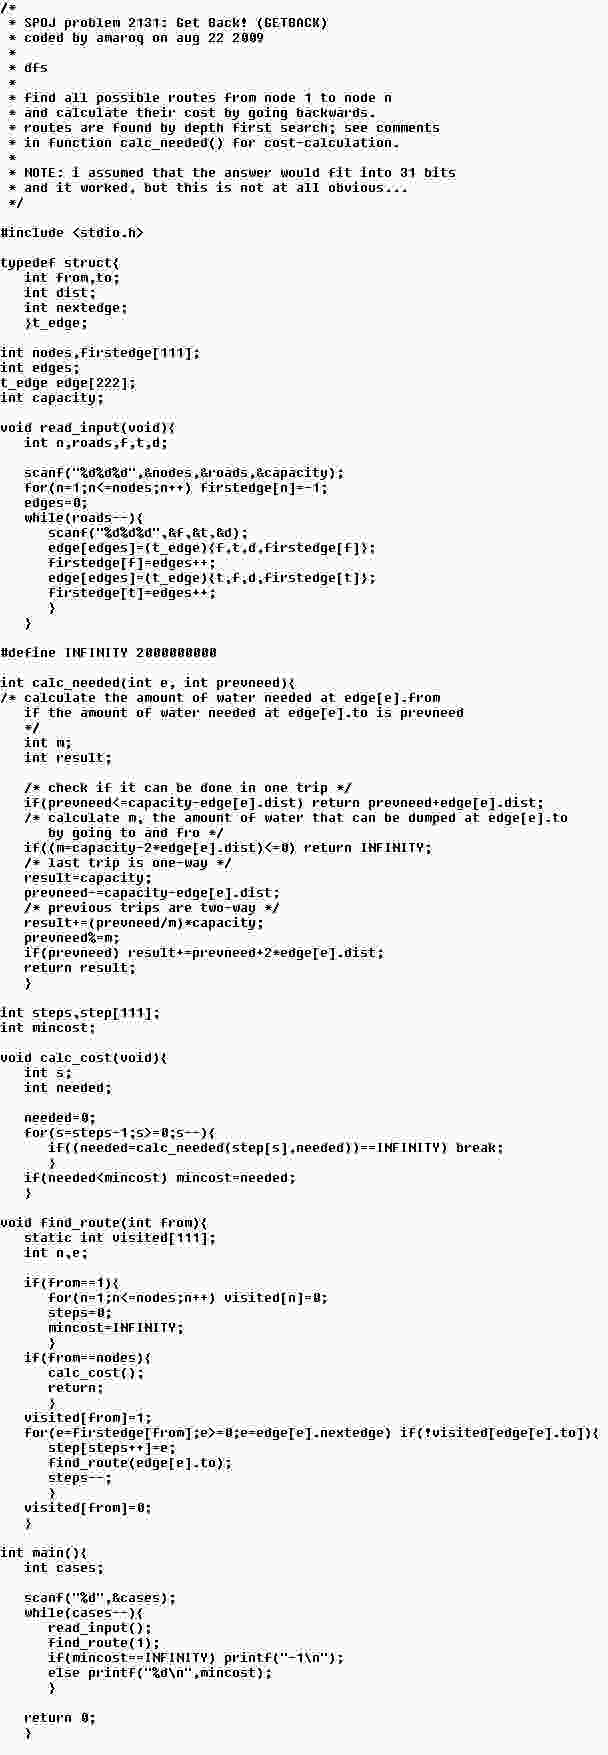 /*
 * SPOJ problem 2131: Get Back! (GETBACK)
 * coded by amaroq on aug 22 2009
 *
 * dfs
 *
 * find all possible routes from node 1 to node n
 * and calculate their cost by going backwards.
 * routes are found by depth first search; see comments
 * in function calc_needed() for cost-calculation.
 *
 * NOTE: i assumed that the answer would fit into 31 bits
 * and it worked, but this is not at all obvious...
 */

#include <stdio.h>

typedef struct{
   int from,to;
   int dist;
   int nextedge;
   }t_edge;

int nodes,firstedge[111];
int edges;
t_edge edge[222];
int capacity;

void read_input(void){
   int n,roads,f,t,d;

   scanf("%d%d%d",&nodes,&roads,&capacity);
   for(n=1;n<=nodes;n++) firstedge[n]=-1;
   edges=0;
   while(roads--){
      scanf("%d%d%d",&f,&t,&d);
      edge[edges]=(t_edge){f,t,d,firstedge[f]};
      firstedge[f]=edges++;
      edge[edges]=(t_edge){t,f,d,firstedge[t]};
      firstedge[t]=edges++;
      }
   }

#define INFINITY 2000000000

int calc_needed(int e, int prevneed){
/* calculate the amount of water needed at edge[e].from
   if the amount of water needed at edge[e].to is prevneed
   */
   int m;
   int result;

   /* check if it can be done in one trip */
   if(prevneed<=capacity-edge[e].dist) return prevneed+edge[e].dist;
   /* calculate m, the amount of water that can be dumped at edge[e].to
      by going to and fro */
   if((m=capacity-2*edge[e].dist)<=0) return INFINITY;
   /* last trip is one-way */
   result=capacity;
   prevneed-=capacity-edge[e].dist;
   /* previous trips are two-way */
   result+=(prevneed/m)*capacity;
   prevneed%=m;
   if(prevneed) result+=prevneed+2*edge[e].dist;
   return result;
   }

int steps,step[111];
int mincost;

void calc_cost(void){
   int s;
   int needed;

   needed=0;
   for(s=steps-1;s>=0;s--){
      if((needed=calc_needed(step[s],needed))==INFINITY) break;
      }
   if(needed<mincost) mincost=needed;
   }

void find_route(int from){
   static int visited[111];
   int n,e;

   if(from==1){
      for(n=1;n<=nodes;n++) visited[n]=0;
      steps=0;
      mincost=INFINITY;
      }
   if(from==nodes){
      calc_cost();
      return;
      }
   visited[from]=1;
   for(e=firstedge[from];e>=0;e=edge[e].nextedge) if(!visited[edge[e].to]){
      step[steps++]=e;
      find_route(edge[e].to);
      steps--;
      }
   visited[from]=0;
   }

int main(){
   int cases;

   scanf("%d",&cases);
   while(cases--){
      read_input();
      find_route(1);
      if(mincost==INFINITY) printf("-1\n");
      else printf("%d\n",mincost);
      }

   return 0;
   }